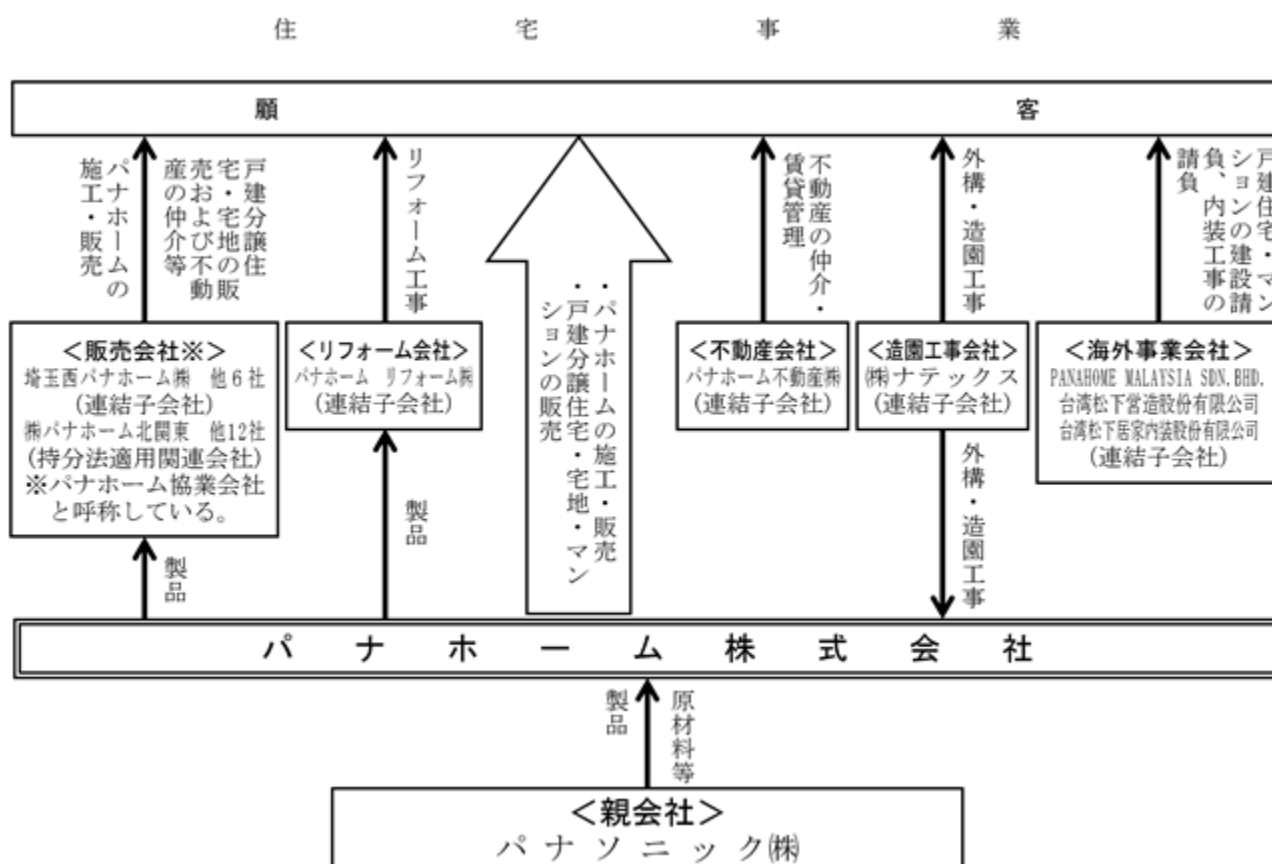 住宅事業
顧客
パナホームの
施工・販売
戸建分譲住
宅・宅地の販
売および不動
産の仲介等
リフォーム工事
・パナホームの施工・販売
・戸建分譲住宅・宅地・マン
ションの販売
不動産の仲介・
賃貸管理
外構・造園工事
戸建住宅・マン
ションの建設請
負、内装工事の
請負
＜販売会社※＞
埼玉西パナホーム㈱ 他６社
(連結子会社)
㈱パナホーム北関東 他12社
(持分法適用関連会社)
※パナホーム協業会社
と呼称している。
＜リフォーム会社＞
パナホーム リフォーム㈱
(連結子会社)
＜不動産会社＞
パナホーム不動産㈱
(連結子会社)
＜造園工事会社＞
㈱ナテックス
(連結子会社)
＜海外事業会社＞
PANAHOME MALAYSIA SDN.BHD.
台湾松下営造股份有限公司
台湾松下居家内装股份有限公司
(連結子会社)
製品
製品
外構・造園工事
パナホーム株式会社
製品
原材料等
＜親会社＞
パナソニック㈱